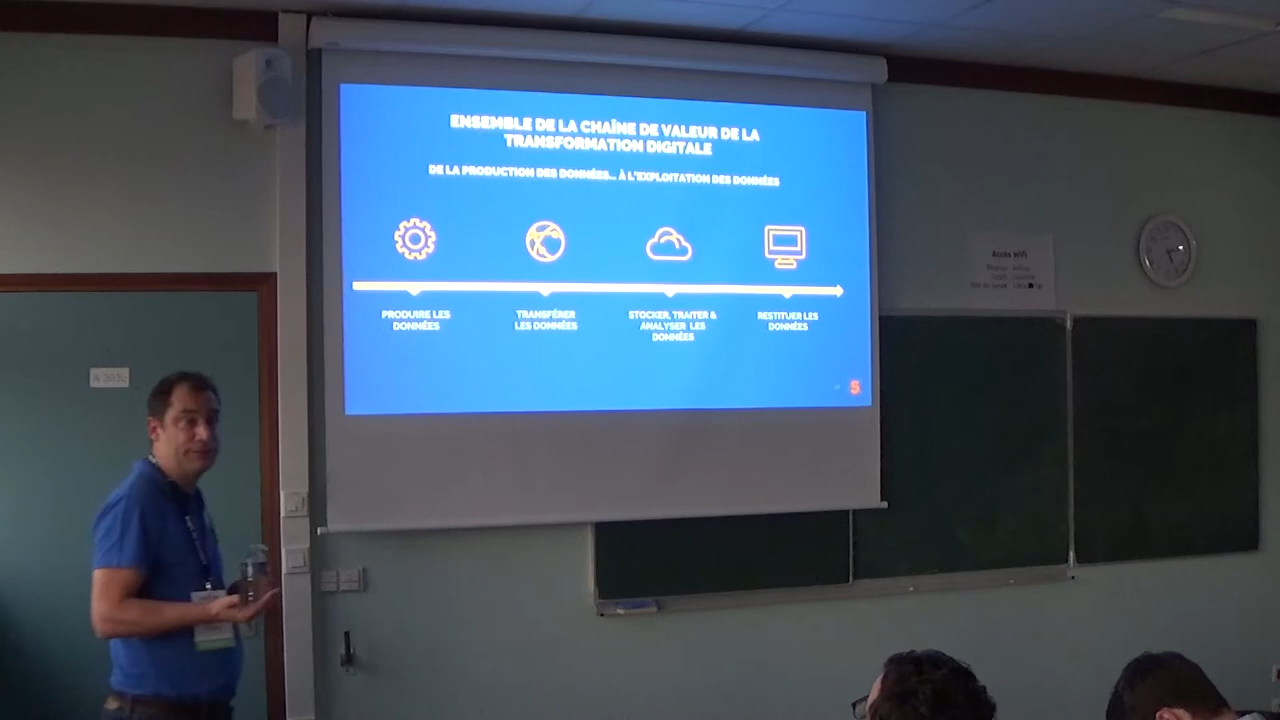 ENSEMBLE DE LA CHAÎNE DE VALEUR DE LA
TRANSFORMATION DIGITALE
DE LA PRODUCTION DES DONNÉES... À L'EXPLOITATION DES DONNÉES
PRODUIRE LES
DONNÉES
TRANSFÉRER
LES DONNÉES
STOCKER, TRAITER &
ANALYSER LES
DONNÉES
RESTITUER LES
DONNÉES
5
Accès Wifi